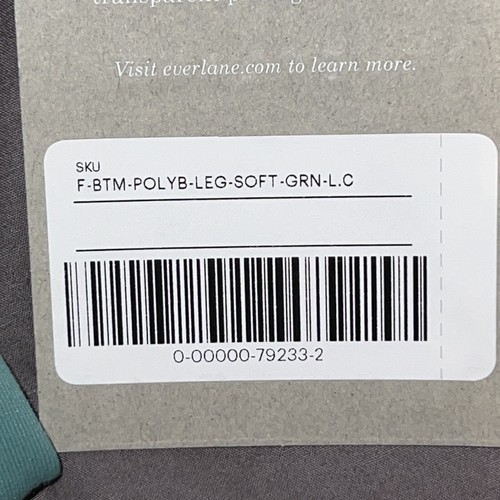 Visit everlane.com to learn more.
SKU
F-BTM-POLYB-LEG-SOFT-GRN-L.C
0-00000-79233-2